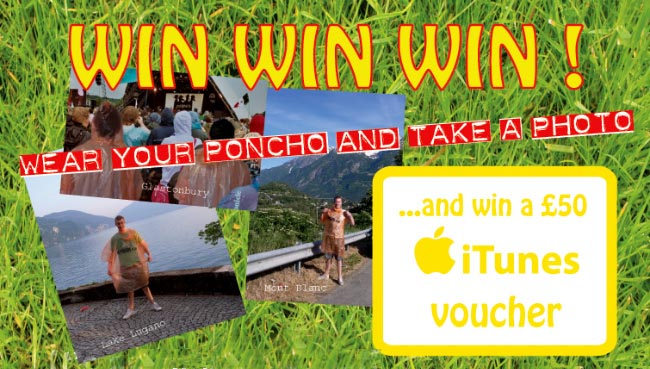 WIN WIN WIN !
WEAR YOUR PONCHO AND TAKE A PHOTO
Glastonbury
Mont Blanc
Lake Lugano
...and win a £50
iTunes
voucher